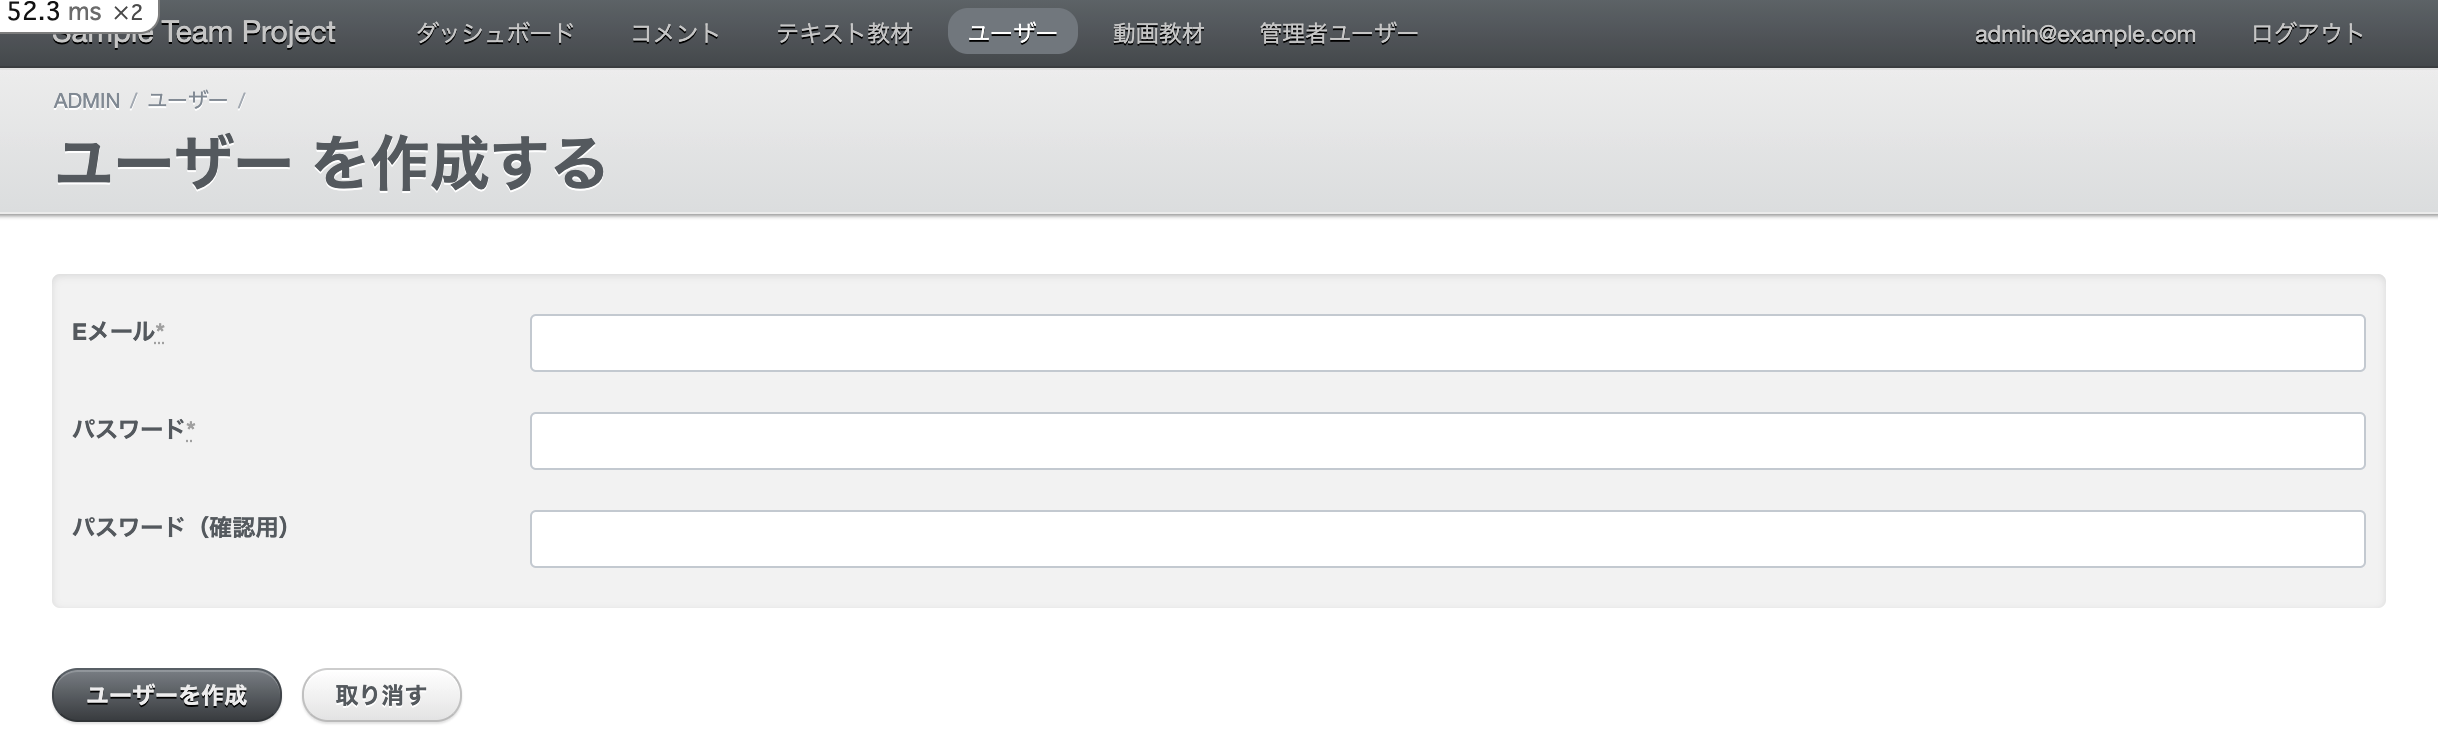 52.3 ms ×2
Sample Team Project ダッシュボード コメント テキスト教材 ユーザー 動画教材 管理者ユーザー admin@example.com ログアウト
ADMIN / ユーザー /
ユーザー を作成する
Eメール*
パスワード*
パスワード（確認用）
ユーザーを作成 取り消す